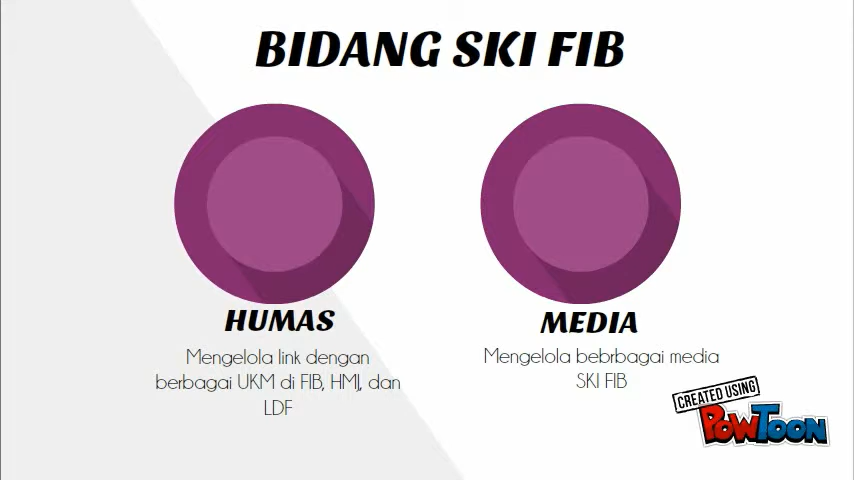 BIDANG SKI FIB
HUMAS
Mengelola link dengan
berbagai UKM di FIB, HMJ, dan
LDF
MEDIA
Mengelola bebrbagai media
SKI FIB
CREATED USING
POWTOON